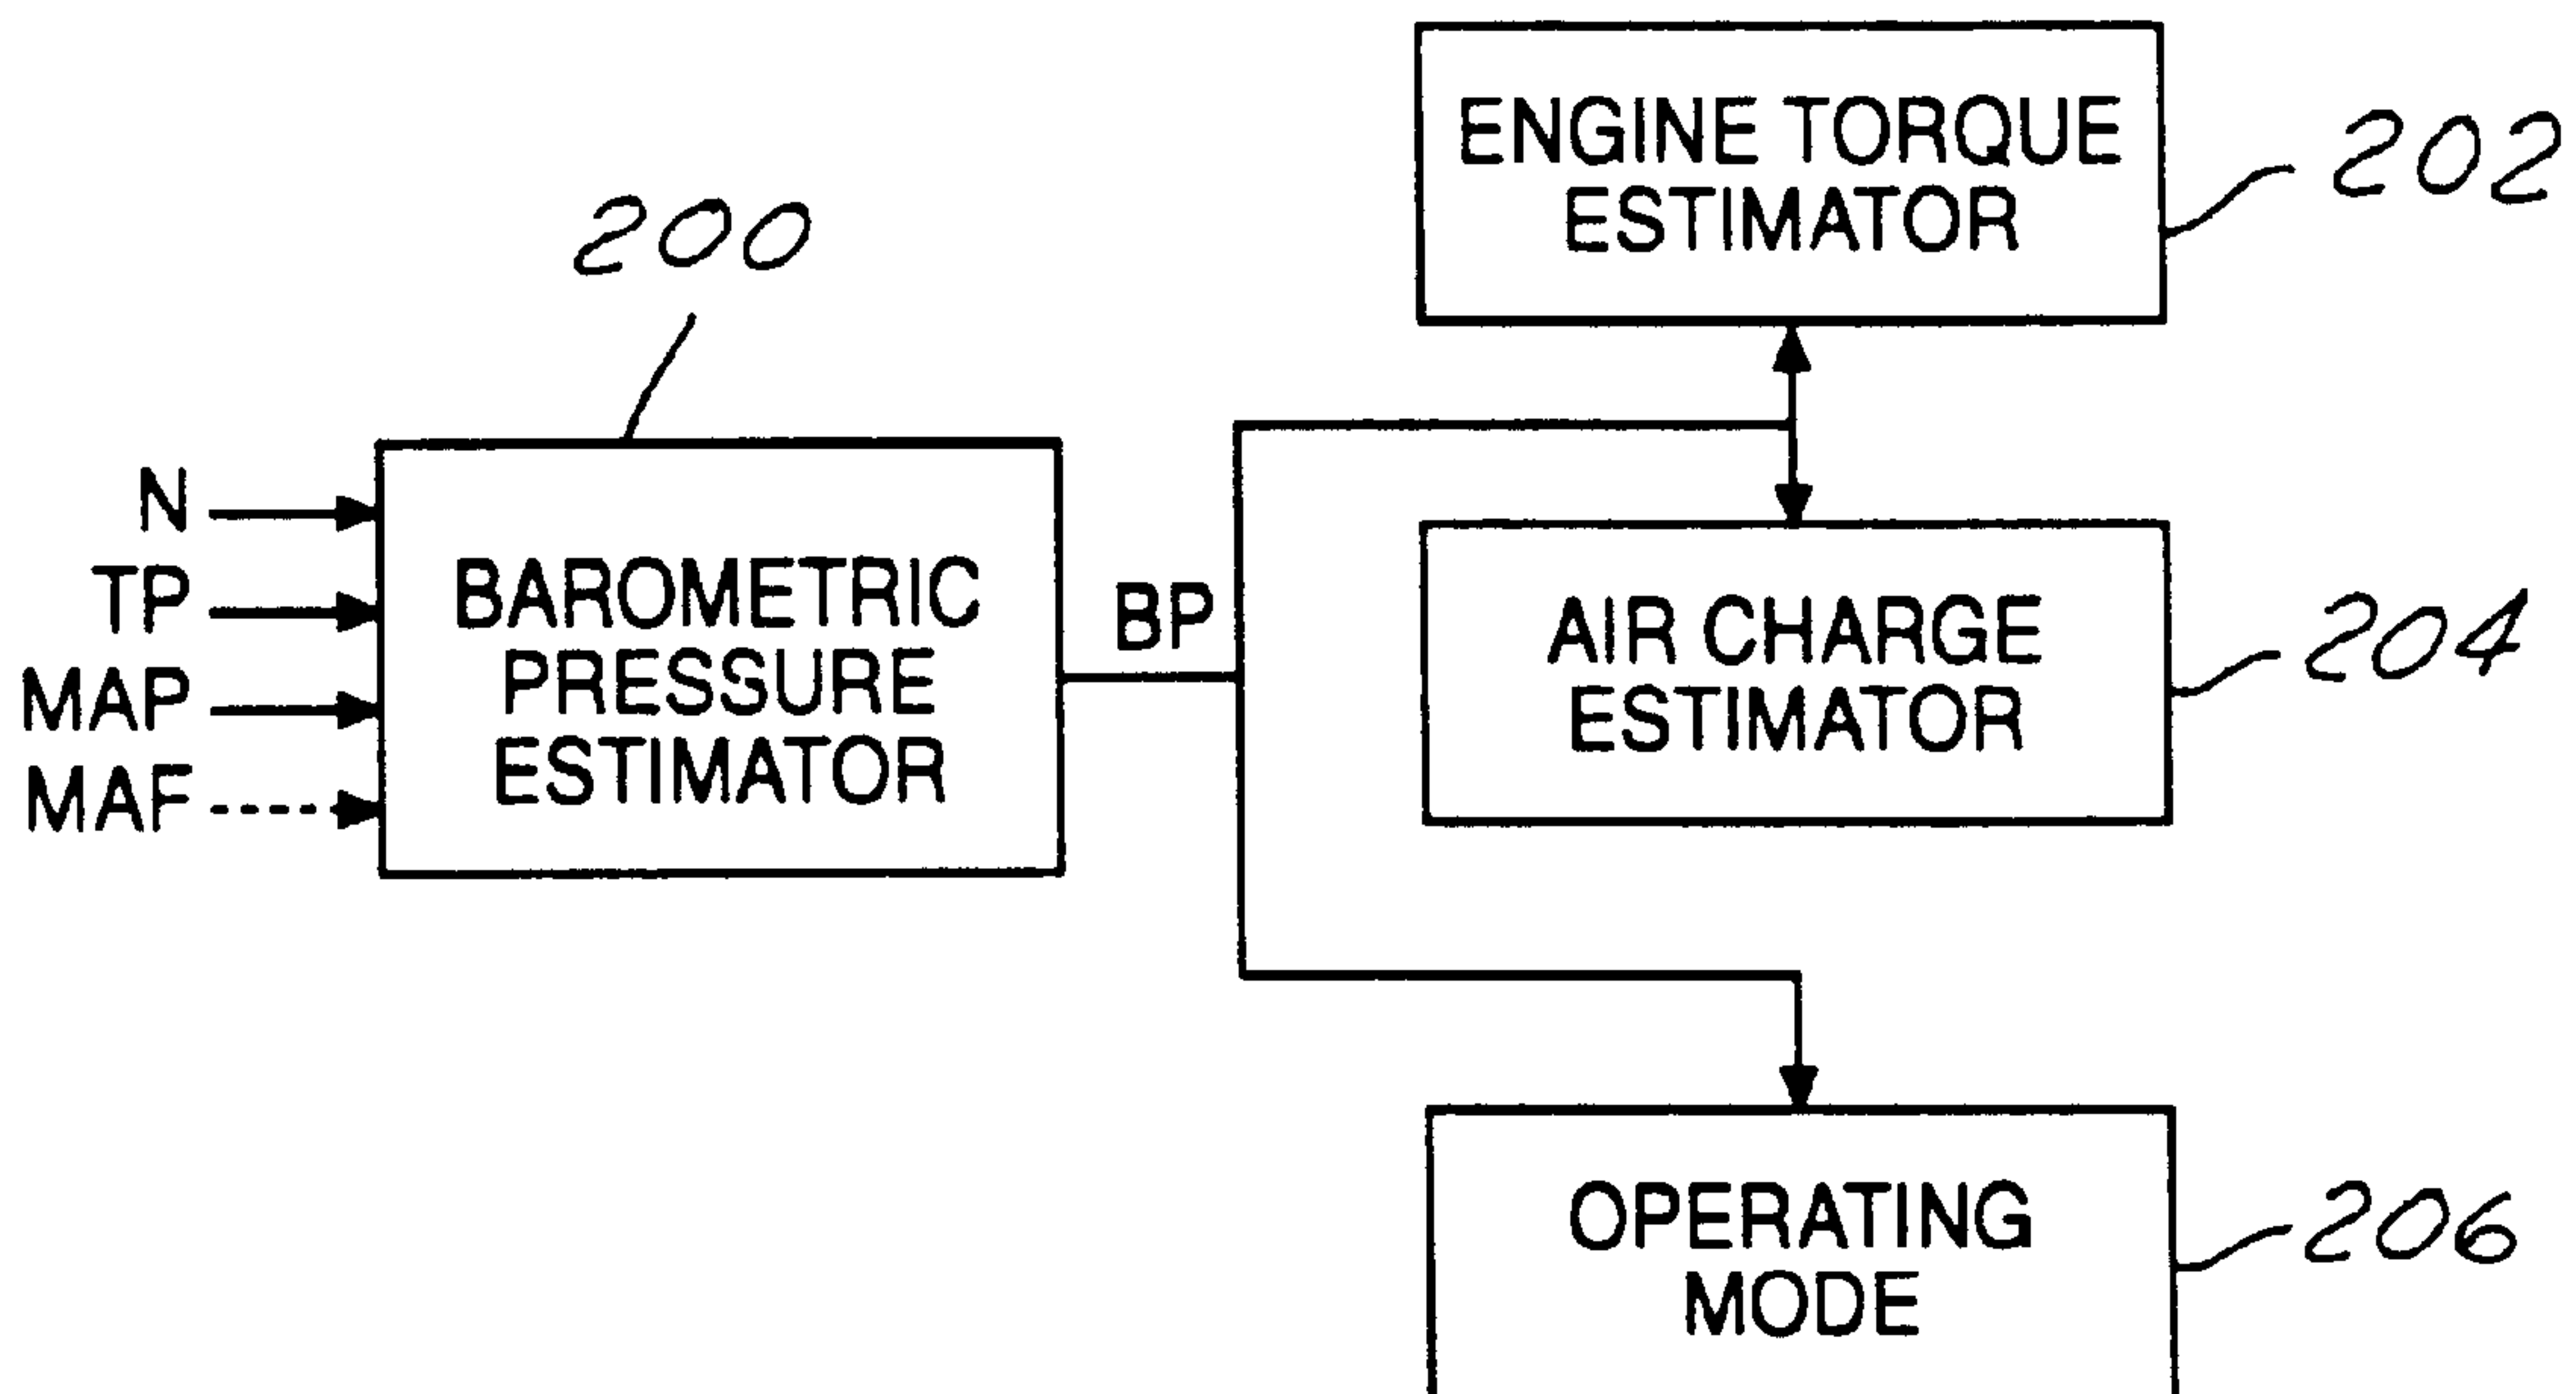 ENGINE TORQUE
ESTIMATOR
202
200
N
TP
MAP
MAF
BAROMETRIC
PRESSURE
ESTIMATOR
BP
AIR CHARGE
ESTIMATOR
204
OPERATING
MODE
206